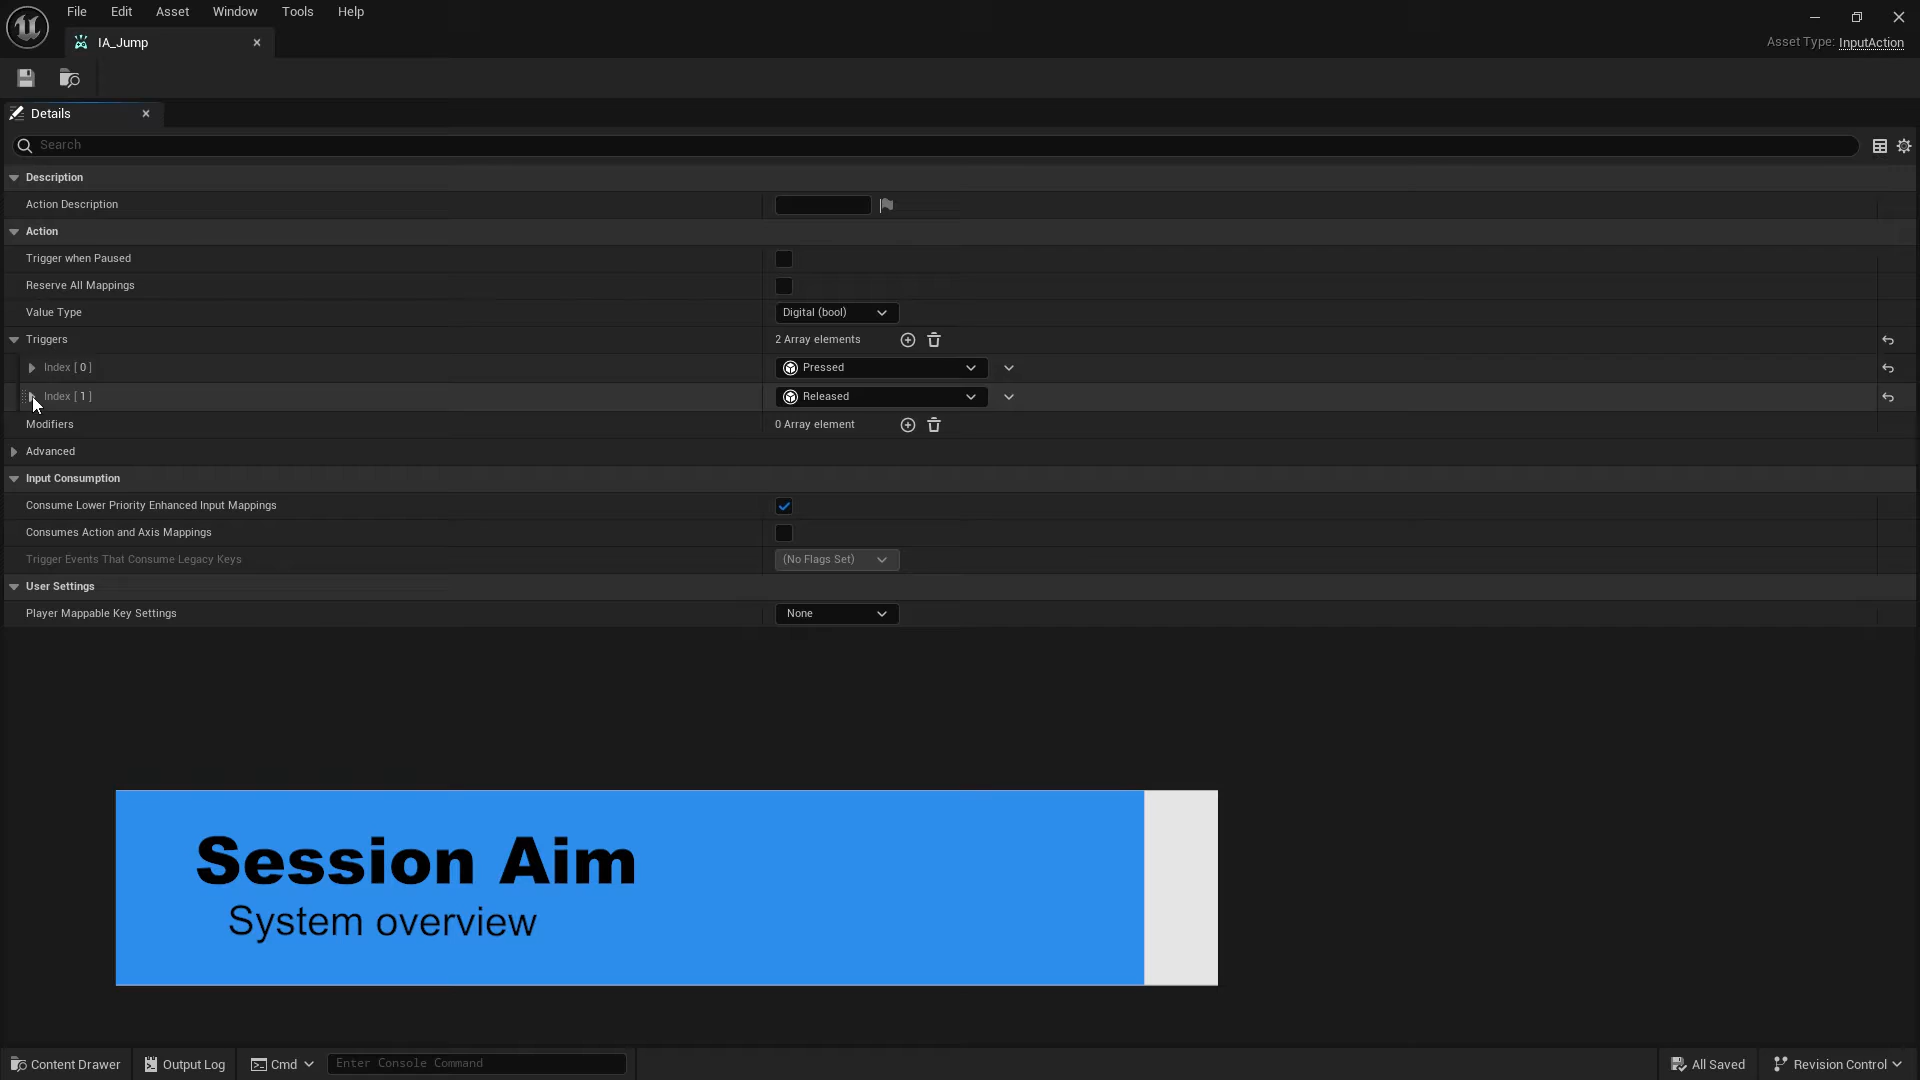 File Edit Asset Window Tools Help
IA_Jump
Asset Type: InputAction
Details
Search
Description
Action Description
Action
Trigger when Paused
Reserve All Mappings
Value Type Digital (bool)
Triggers 2 Array elements
Index [ 0 ] Pressed
Index [ 1 ] Released
Modifiers 0 Array element
Advanced
Input Consumption
Consume Lower Priority Enhanced Input Mappings
Consumes Action and Axis Mappings
Trigger Events That Consume Legacy Keys (No Flags Set)
User Settings
Player Mappable Key Settings None
Session Aim
System overview
Content Drawer Output Log Cmd Enter Console Command All Saved Revision Control